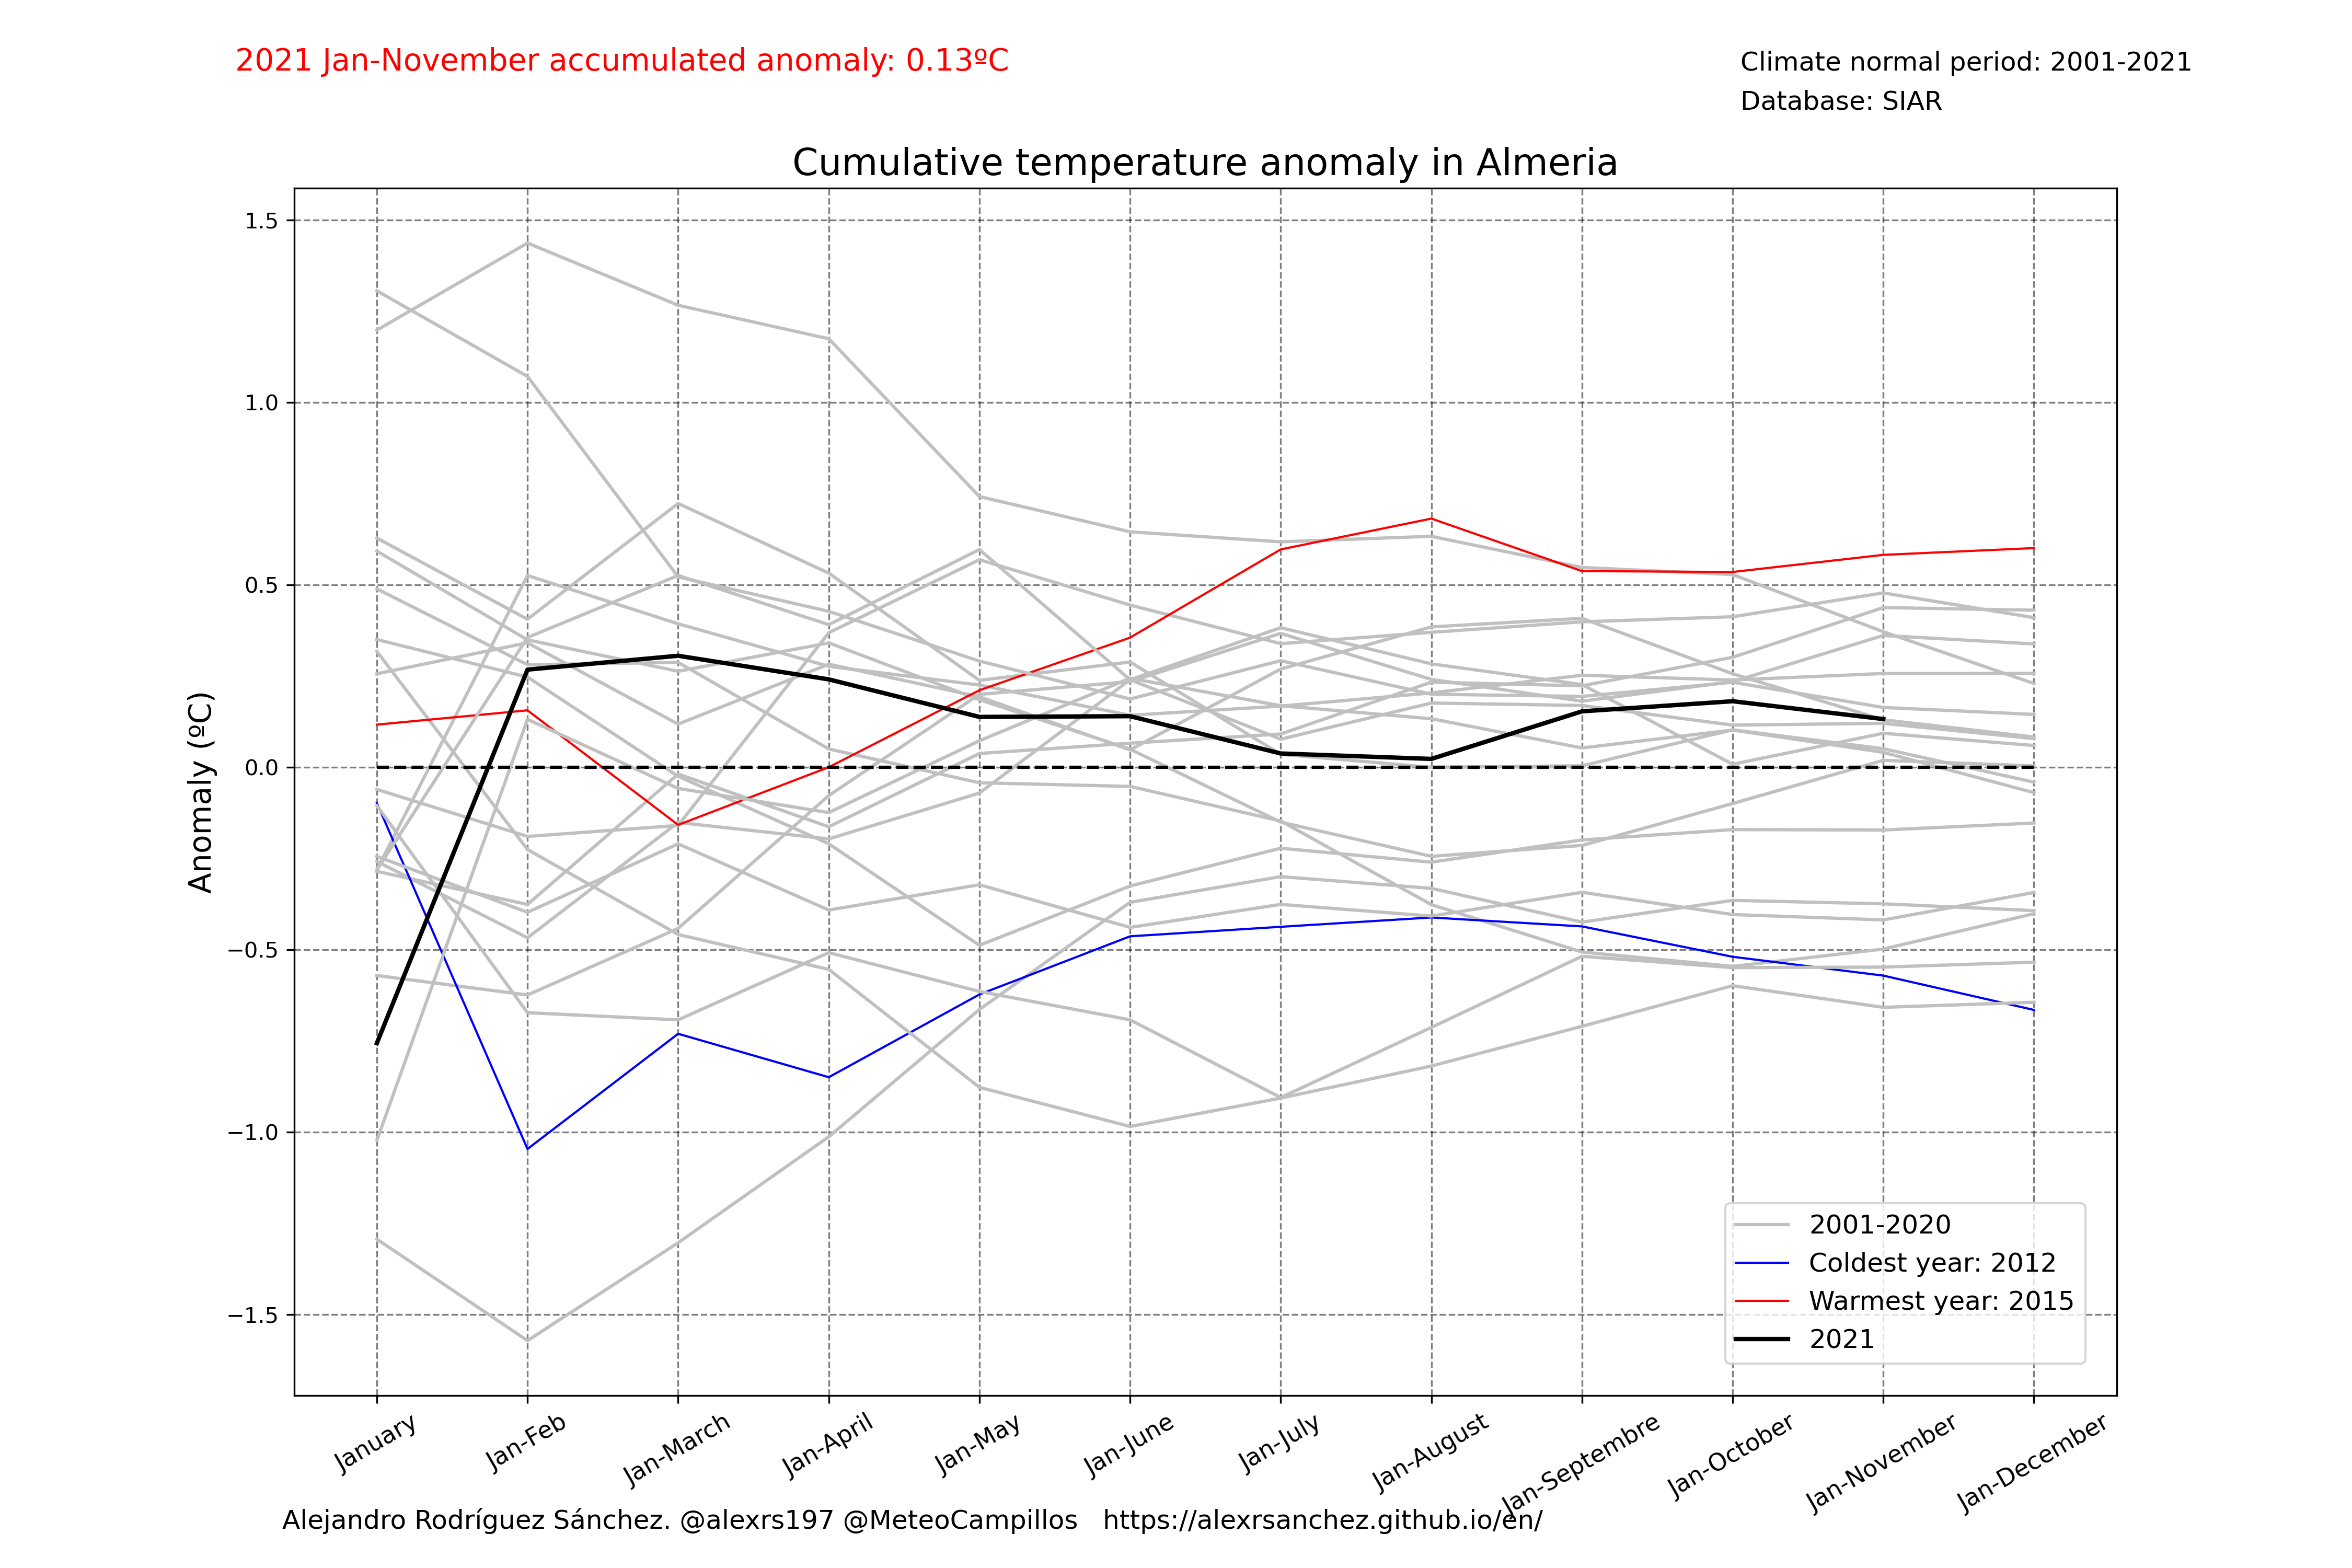 2021 Jan-November accumulated anomaly: 0.13ºC
Climate normal period: 2001-2021
Database: SIAR
Cumulative temperature anomaly in Almeria
Anomaly (ºC)
1.5
1.0
0.5
0.0
−0.5
−1.0
−1.5
2001-2020
Coldest year: 2012
Warmest year: 2015
2021
January
Jan-Feb
Jan-March
Jan-April
Jan-May
Jan-June
Jan-July
Jan-August
Jan-Septembre
Jan-October
Jan-November
Jan-December
Alejandro Rodríguez Sánchez. @alexrs197 @MeteoCampillos https://alexrsanchez.github.io/en/